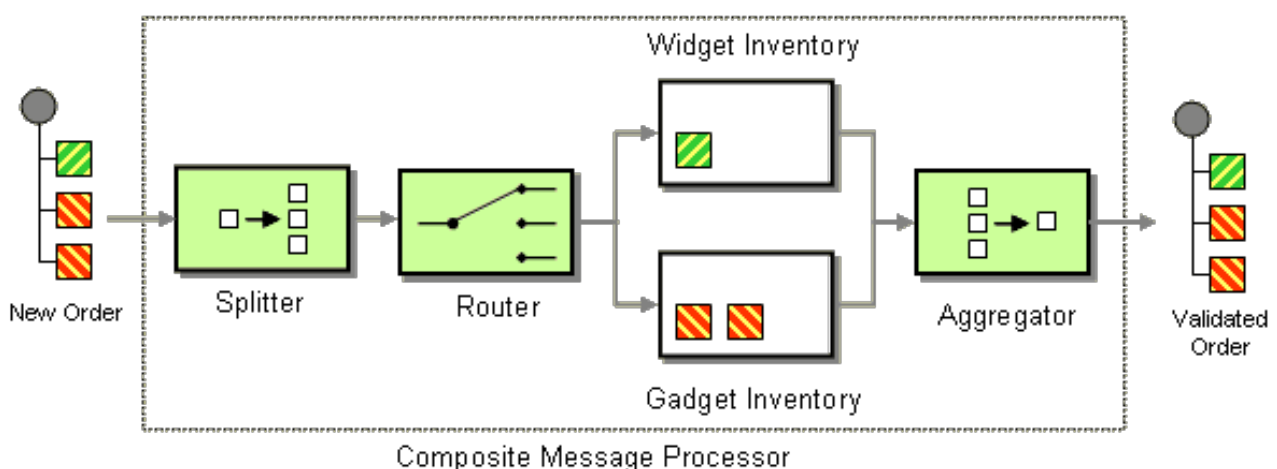 Widget Inventory
New Order
Splitter
Router
Aggregator
Validated
Order
Gadget Inventory
Composite Message Processor